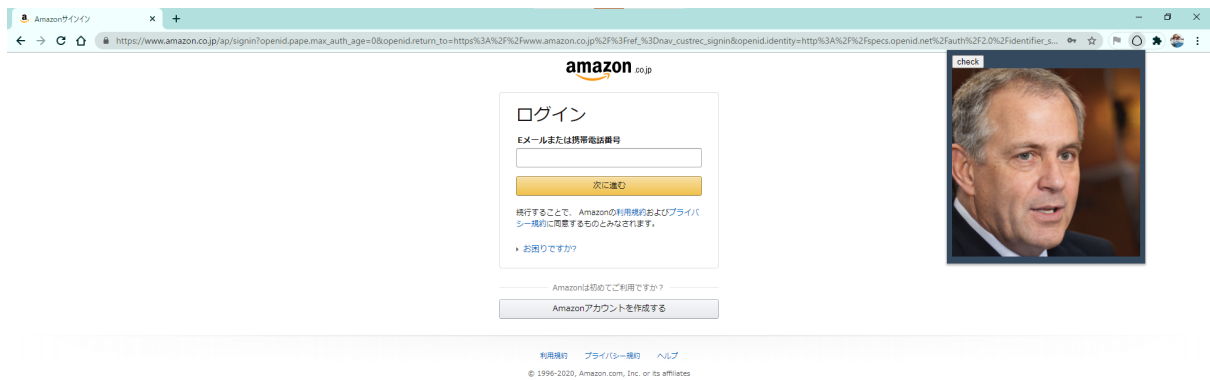 Amazonサインイン
https://www.amazon.co.jp/ap/signin?openid.pape.max_auth_age=0&openid.return_to=https%3A%2F%2Fwww.amazon.co.jp%2F%3Fref_%3Dnav_custrec_signin&openid.identity=http%3A%2F%2Fspecs.openid.net%2Fauth%2F2.0%2Fidentifier_s...
check
amazon.co.jp
ログイン
Eメールまたは携帯電話番号
次に進む
続行することで、 Amazonの利用規約およびプライバ
シー規約に同意するものとみなされます。
お困りですか?
Amazonは初めてご利用ですか？
Amazonアカウントを作成する
利用規約 プライバシー規約 ヘルプ
© 1996-2020, Amazon.com, Inc. or its affiliates